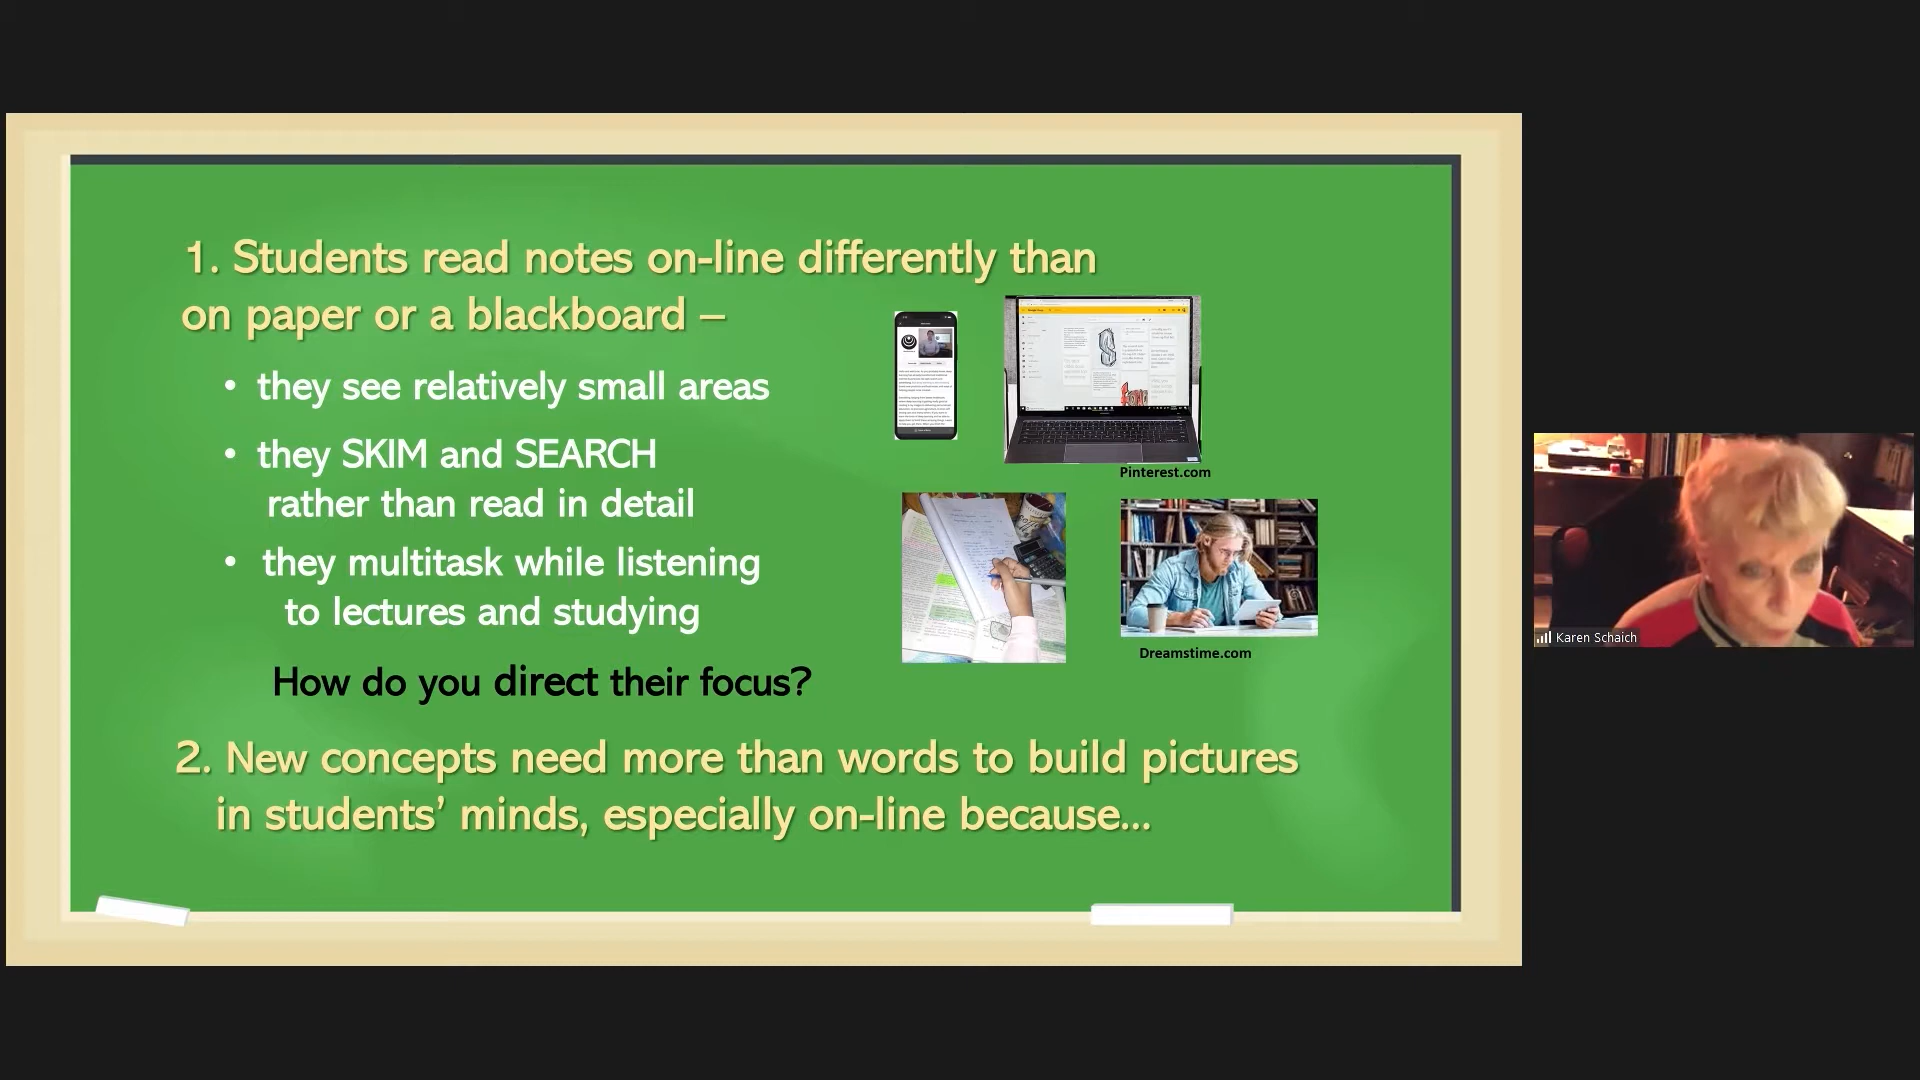 1. Students read notes on-line differently than
on paper or a blackboard –
• they see relatively small areas
• they SKIM and SEARCH
rather than read in detail
• they multitask while listening
to lectures and studying
How do you direct their focus?
2. New concepts need more than words to build pictures
in students’ minds, especially on-line because...
Pinterest.com
Dreamstime.com
Karen Schaich